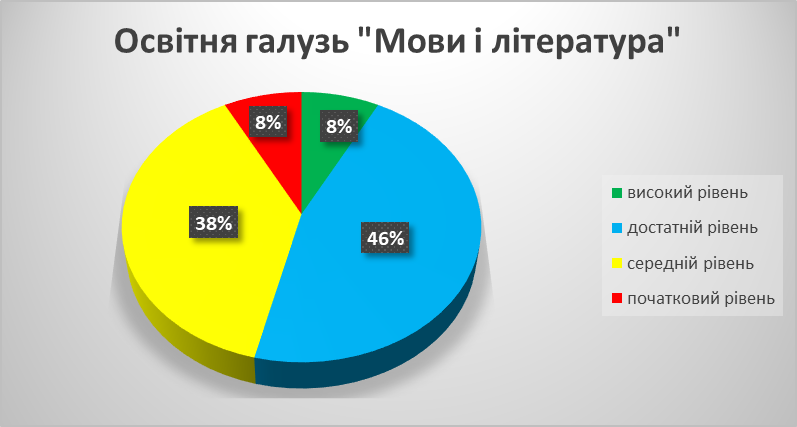 Освітня галузь "Мови і література"
8%
8%
38%
46%
високий рівень
достатній рівень
середній рівень
початковий рівень